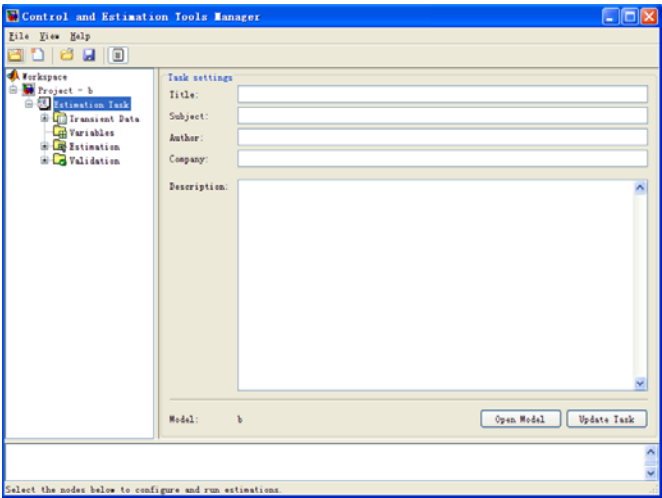 Control and Estimation Tools Manager
File View Help
Workspace
Project - b
Estimation Task
Transient Data
Variables
Estimation
Validation
Task settings
Title:
Subject:
Author:
Company:
Description:
Model: b
Open Model
Update Task
Select the nodes below to configure and run estimations.